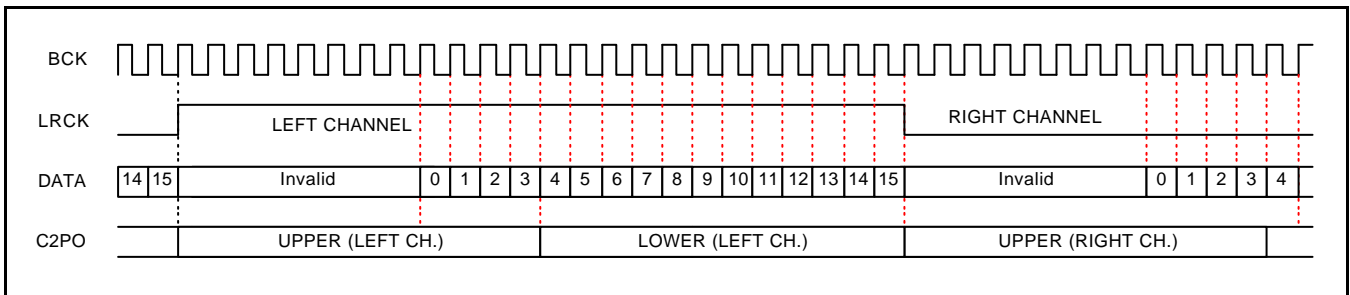 BCK
LRCK LEFT CHANNEL RIGHT CHANNEL
DATA 14 15 Invalid 0 1 2 3 4 5 6 7 8 9 10 11 12 13 14 15 Invalid 0 1 2 3 4
C2PO UPPER (LEFT CH.) LOWER (LEFT CH.) UPPER (RIGHT CH.)